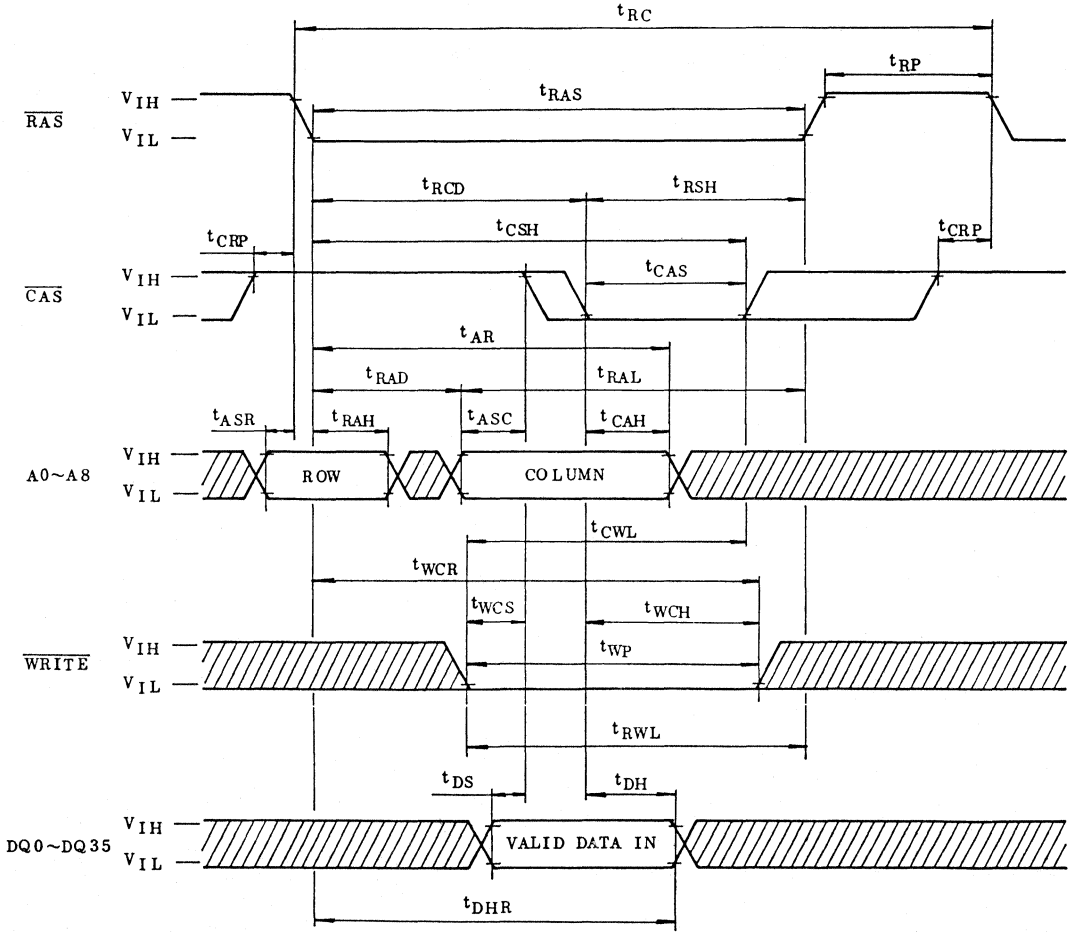 tRC
tRP
VIH
tRAS
RAS
VIL
tRCD
tRSH
tCRP
tCSH
tCRP
VIH
tCAS
CAS
VIL
tAR
tRAD
tRAL
tASR
tRAH
tASC
tCAH
VIH
A0~A8
ROW
COLUMN
VIL
tCWL
tWCR
tWCS
tWCH
VIH
tWP
WRITE
VIL
tRWL
tDS
tDH
VIH
DQ0~DQ35
VALID DATA IN
VIL
tDHR